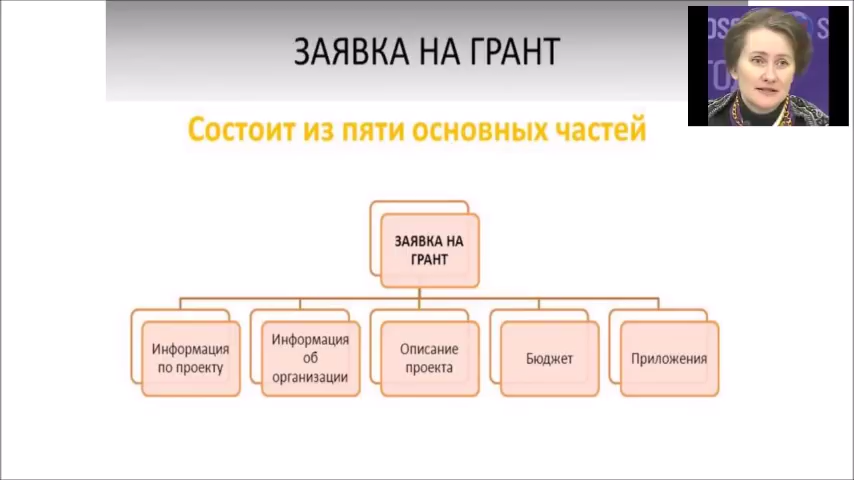 ЗАЯВКА НА ГРАНТ
Состоит из пяти основных частей
ЗАЯВКА НА
ГРАНТ
Информация
по проекту
Информация
об
организации
Описание
проекта
Бюджет
Приложения